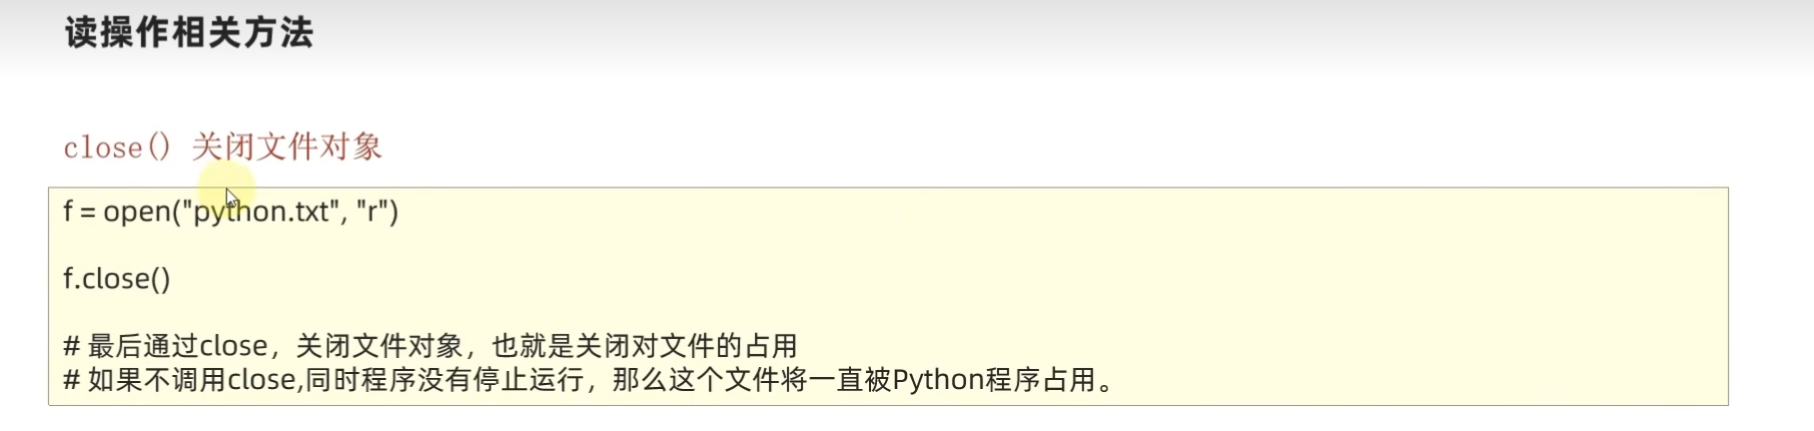 读操作相关方法
close() 关闭文件对象
f = open("python.txt", "r")
f.close()
# 最后通过close，关闭文件对象，也就是关闭对文件的占用
# 如果不调用close,同时程序没有停止运行，那么这个文件将一直被Python程序占用。